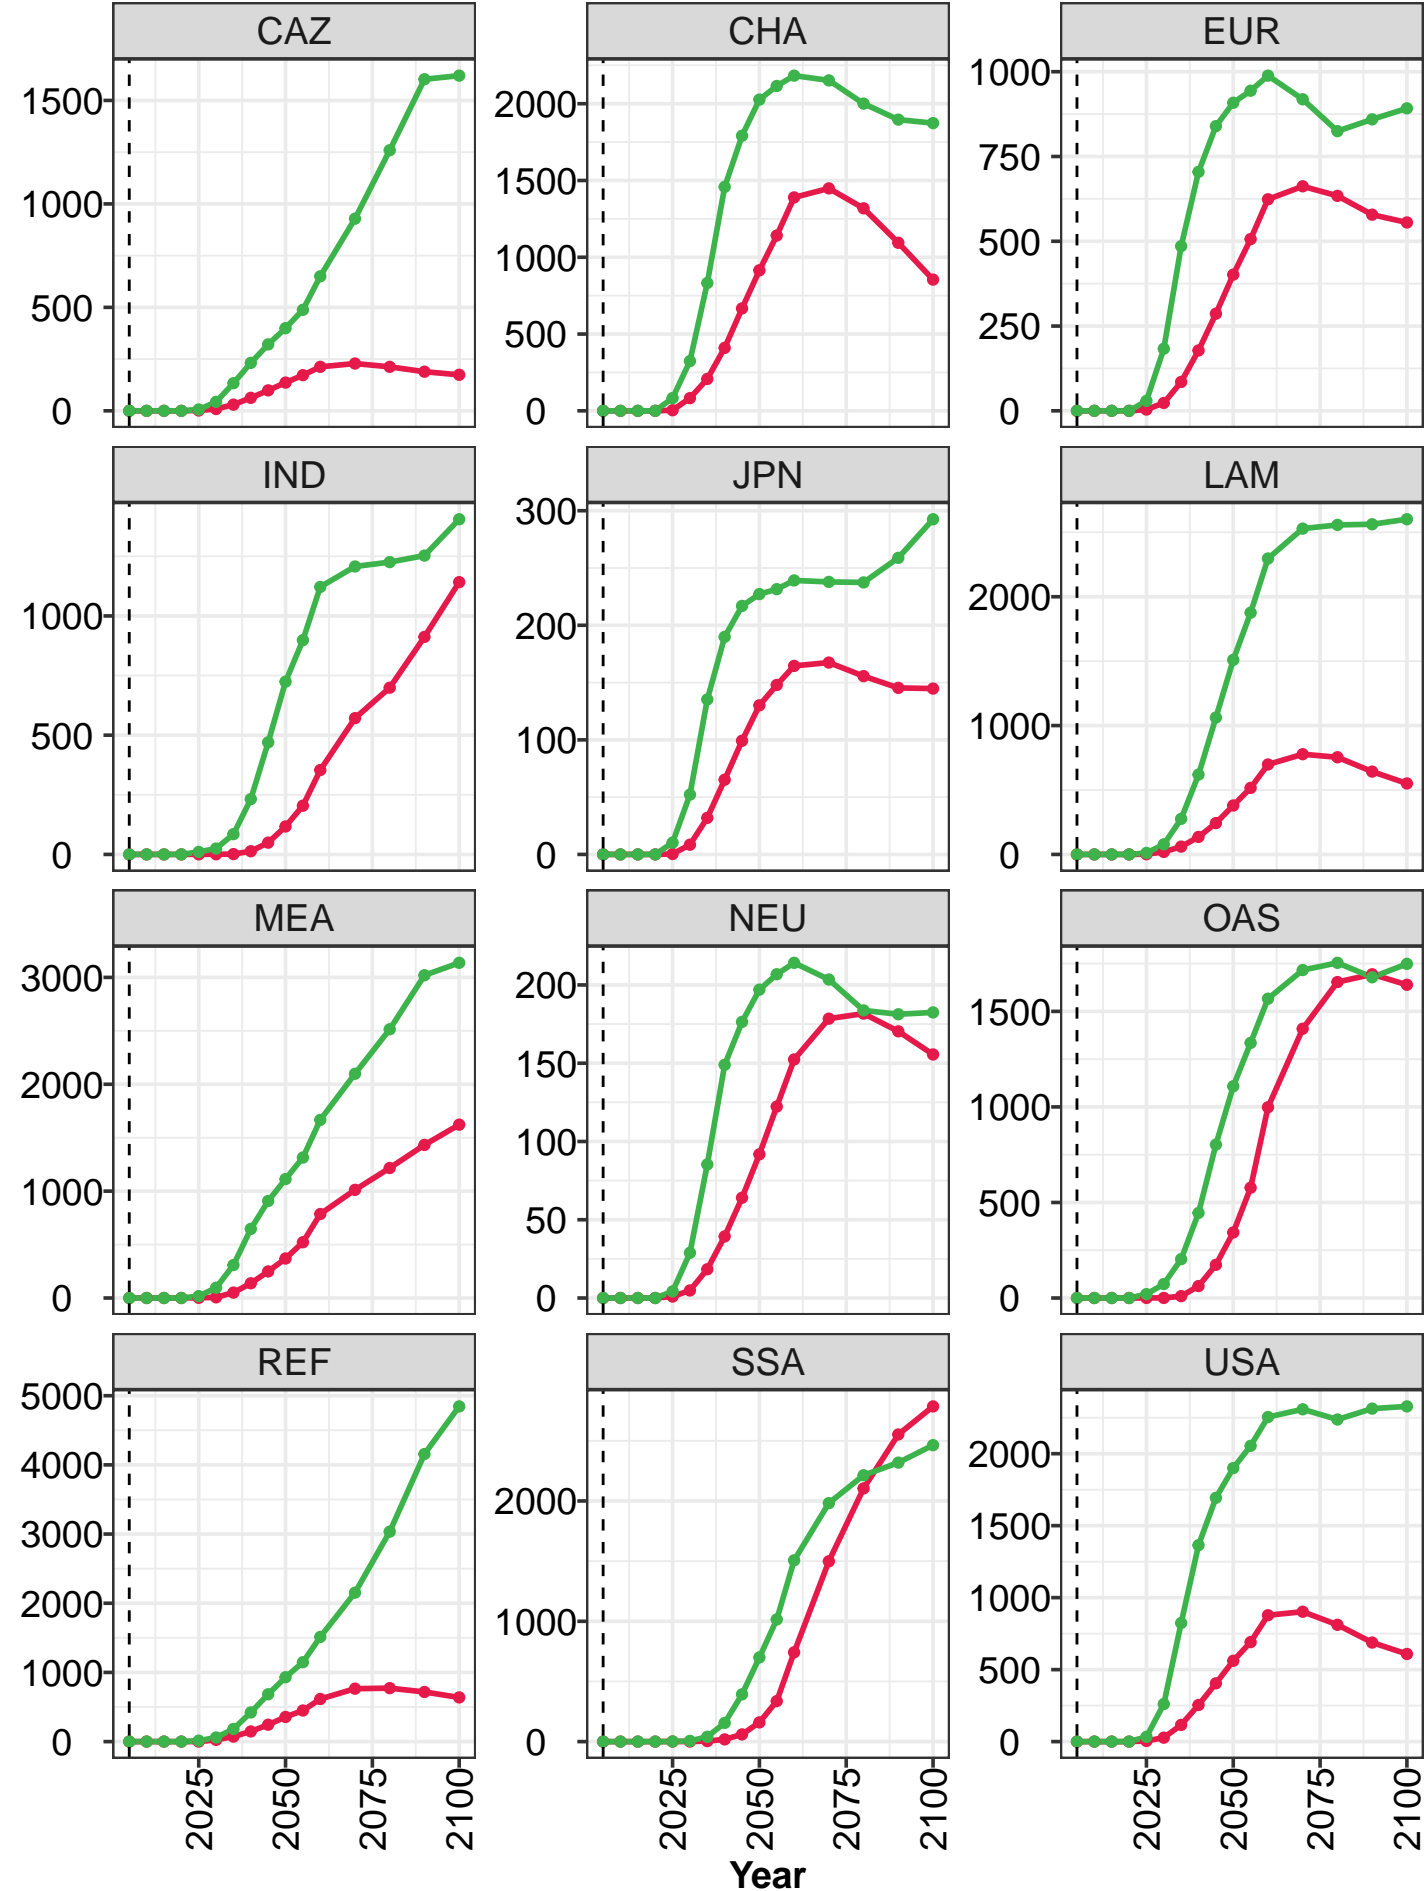 CAZ CHA EUR
1500 2000 1000
1000 1500 750
500 1000 500
0 500 250
0 0
IND JPN LAM
1000 300 2000
500 200 1000
0 100 0
0
MEA NEU OAS
3000 200 1500
2000 150 1000
1000 100 500
0 50 0
0
REF SSA USA
5000 2000 2000
4000 1000 1500
3000 0 1000
2000 500
1000 0
0
2025 2050 2075 2100 2025 2050 2075 2100 2025 2050 2075 2100
Year